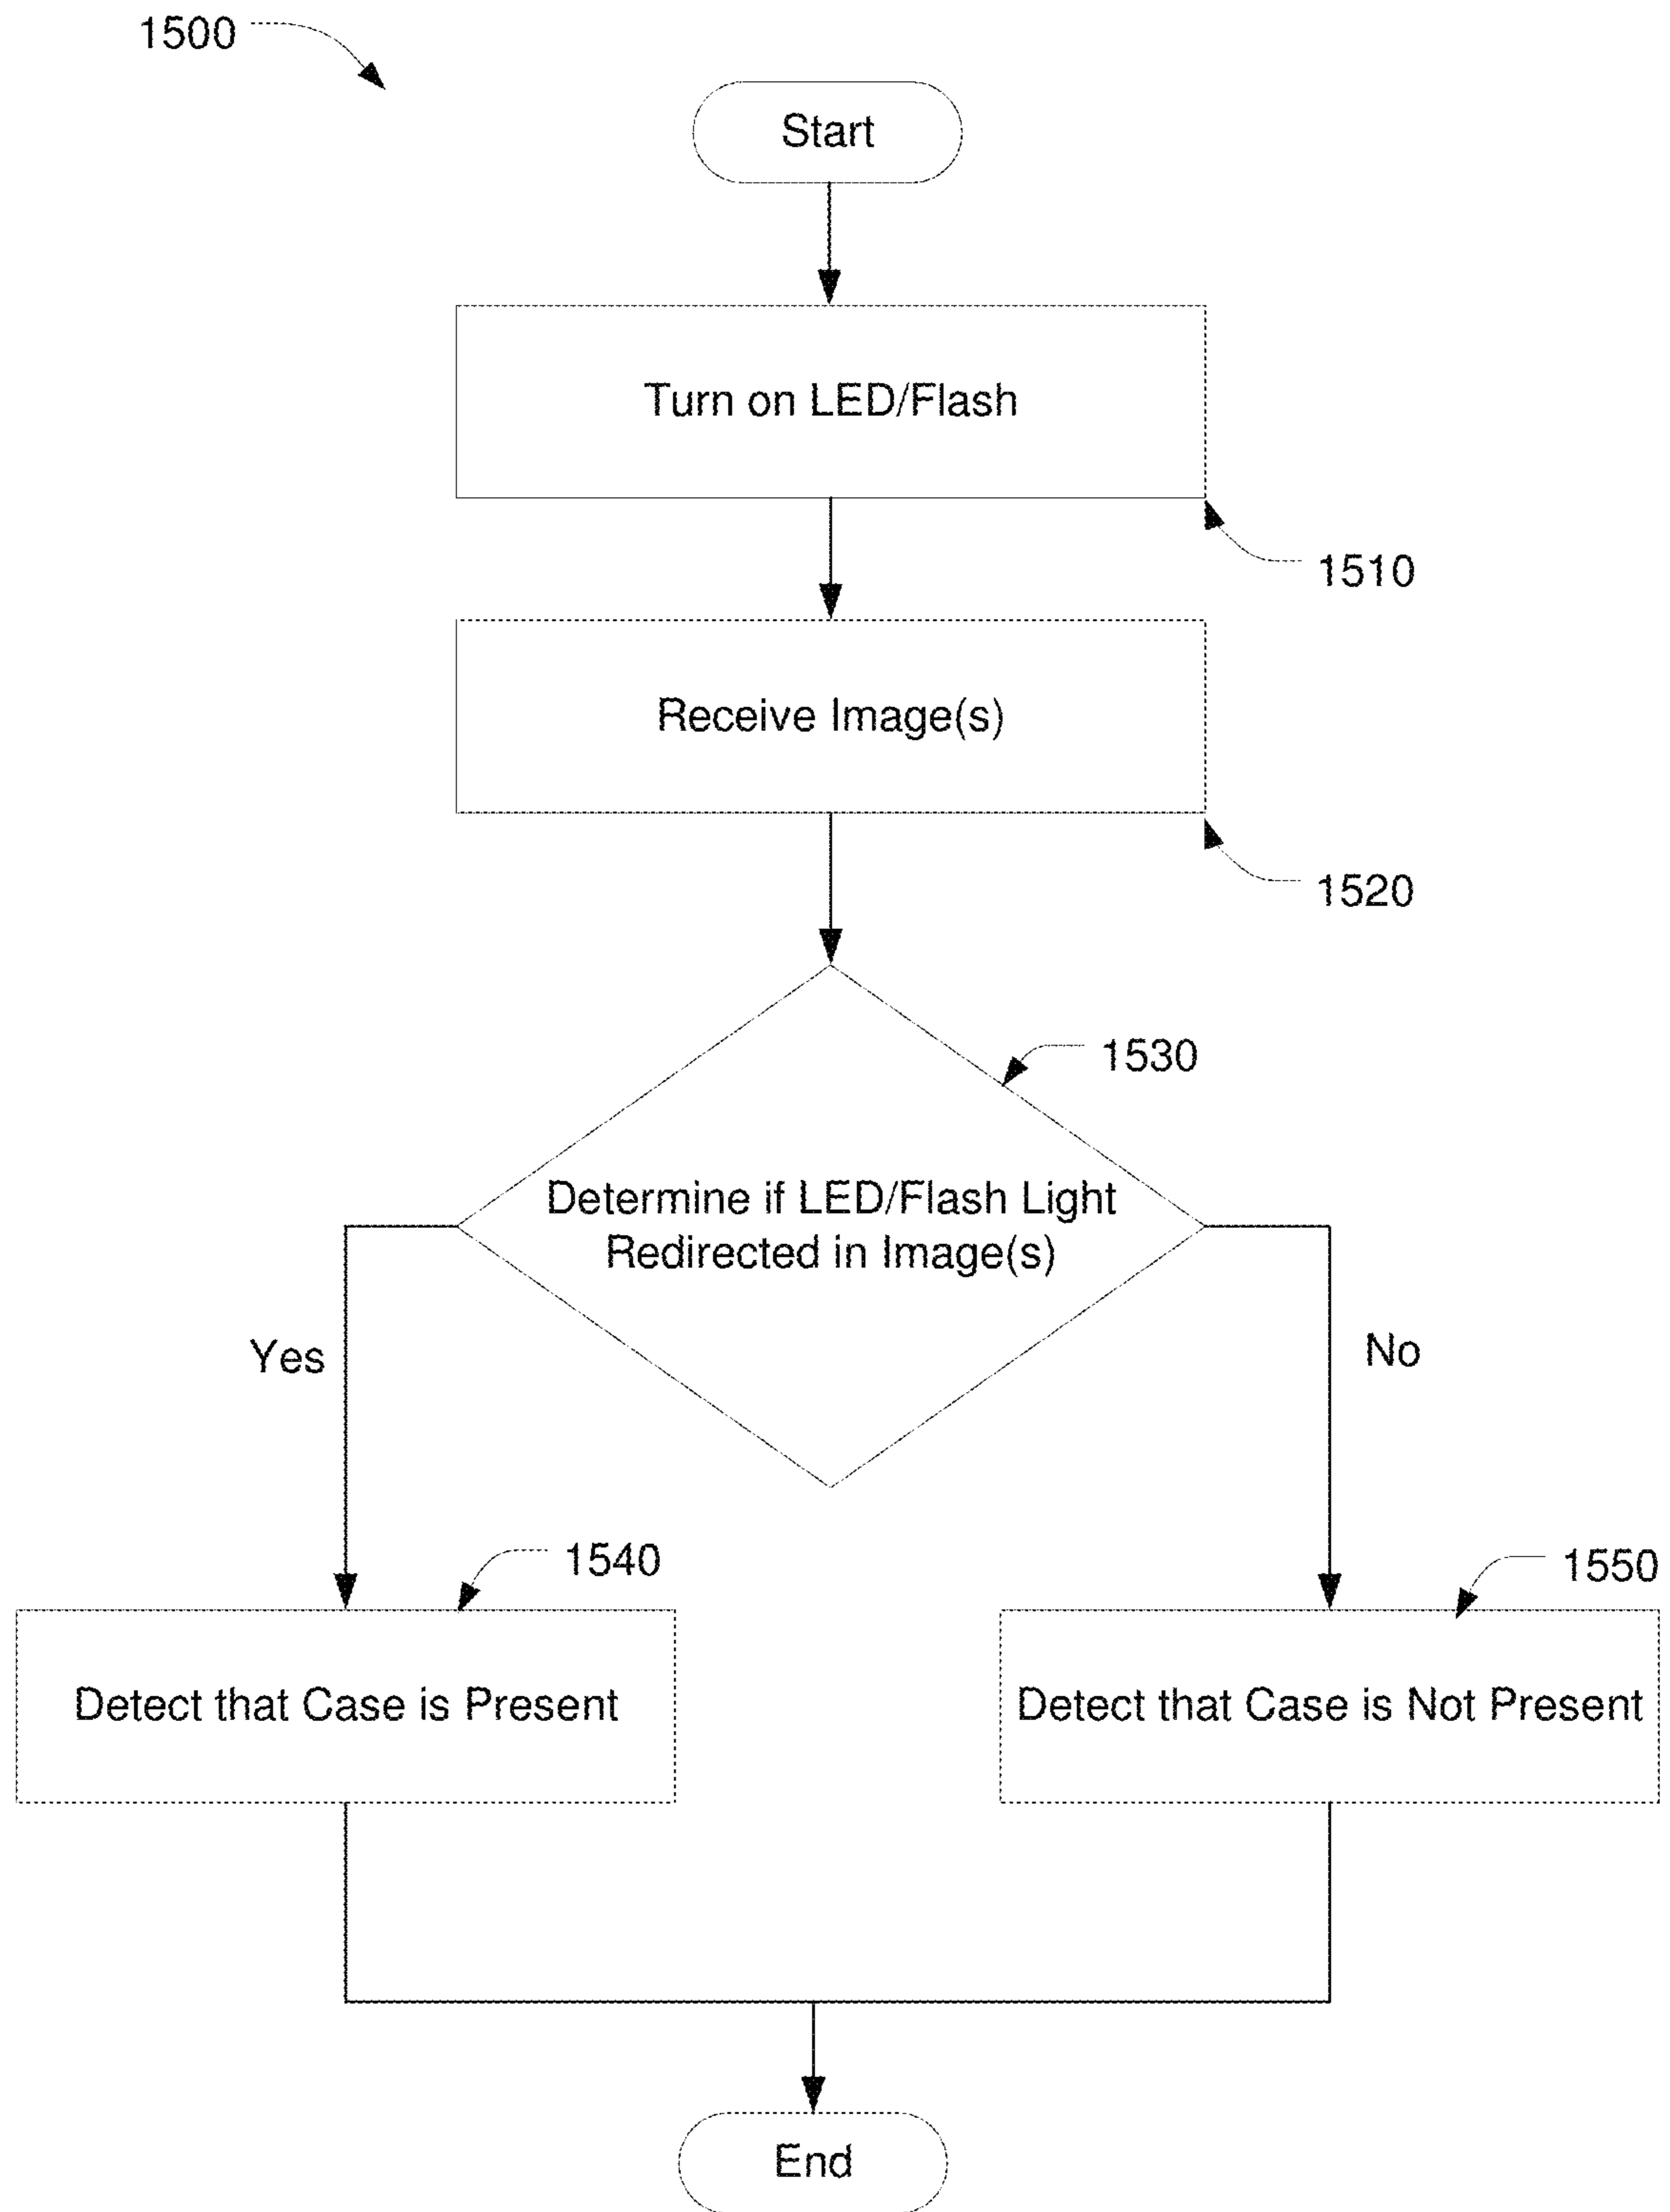 1500
Start
Turn on LED/Flash
1510
Receive Image(s)
1520
1530
Determine if LED/Flash Light
Redirected in Image(s)
Yes
No
1540
1550
Detect that Case is Present
Detect that Case is Not Present
End